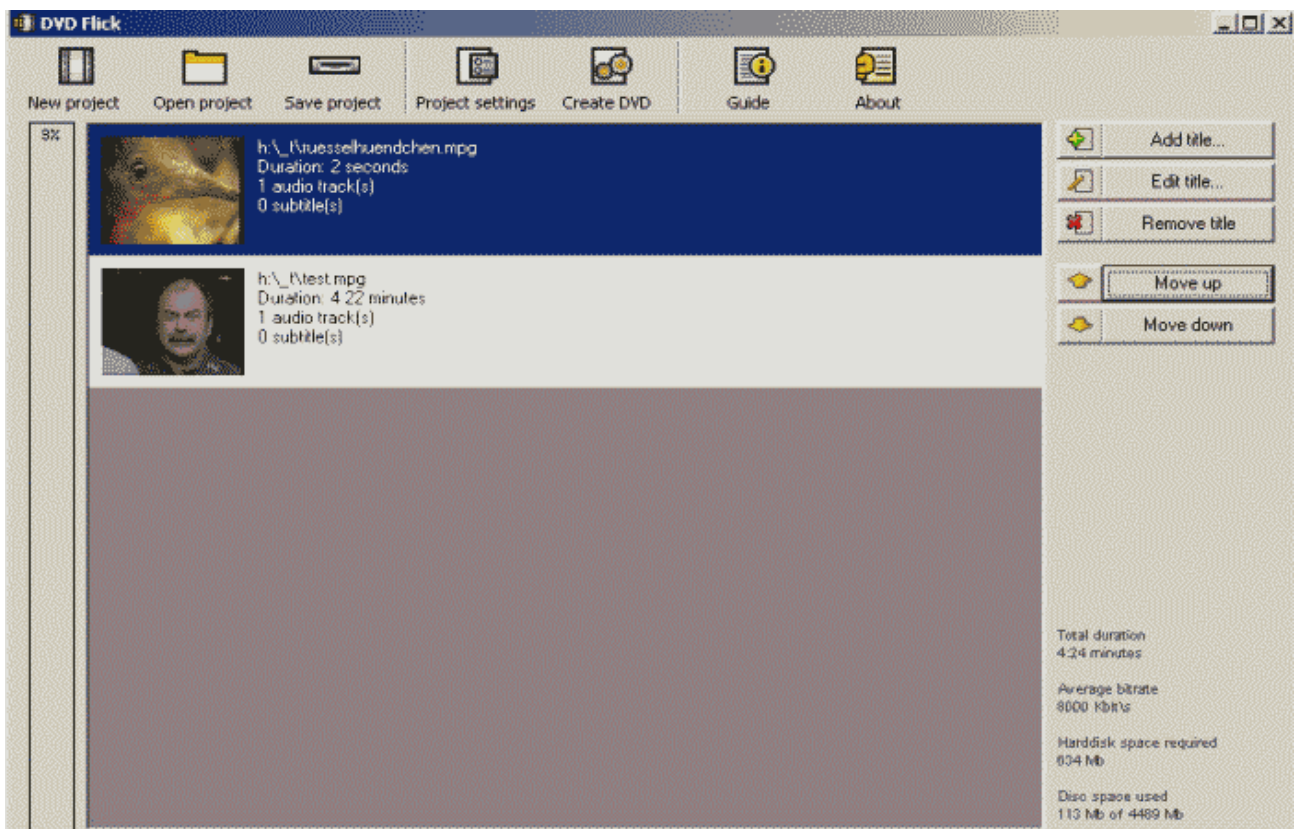 DVD Flick
New project Open project Save project Project settings Create DVD Guide About
9%
h:\_t\ruesselhuendchen.mpg
Duration: 2 seconds
1 audio track(s)
0 subtitle(s)
h:\_t\test.mpg
Duration: 4:22 minutes
1 audio track(s)
0 subtitle(s)
Add title...
Edit title...
Remove title
Move up
Move down
Total duration
4:24 minutes
Average bitrate
8000 Kbit\s
Harddisk space required
634 Mb
Disc space used
113 Mb of 4489 Mb